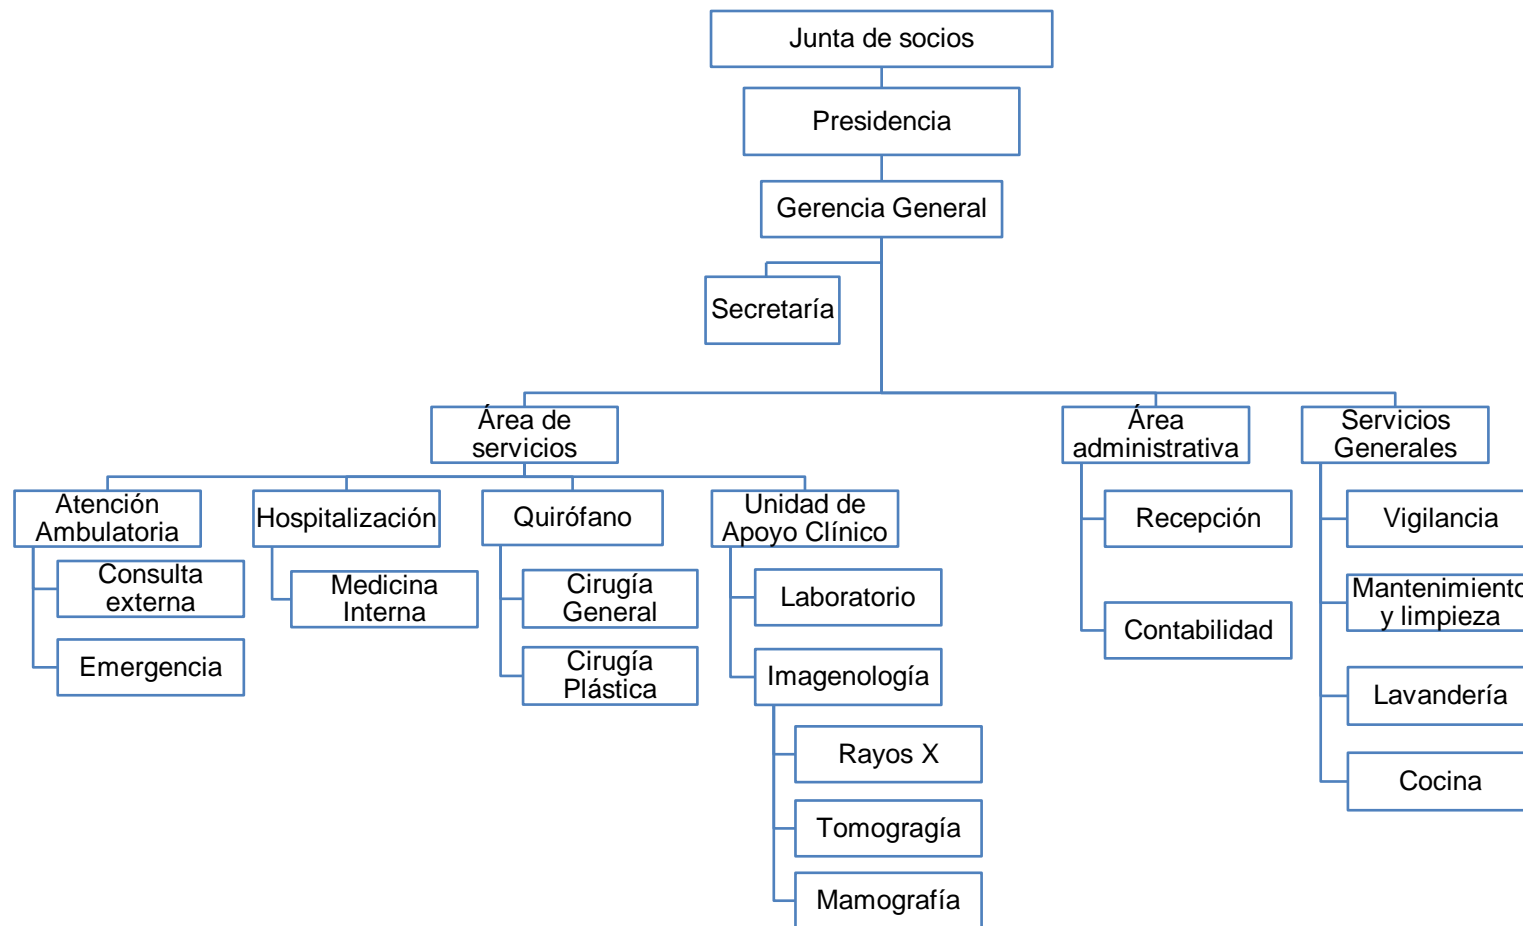 Junta de socios
Presidencia
Gerencia General
Secretaría
Área de
servicios
Área
administrativa
Servicios
Generales
Atención
Ambulatoria
Hospitalización
Quirófano
Unidad de
Apoyo Clínico
Recepción
Vigilancia
Consulta
externa
Medicina
Interna
Cirugía
General
Laboratorio
Mantenimiento
y limpieza
Contabilidad
Emergencia
Cirugía
Plástica
Imagenología
Lavandería
Rayos X
Cocina
Tomogragía
Mamografía